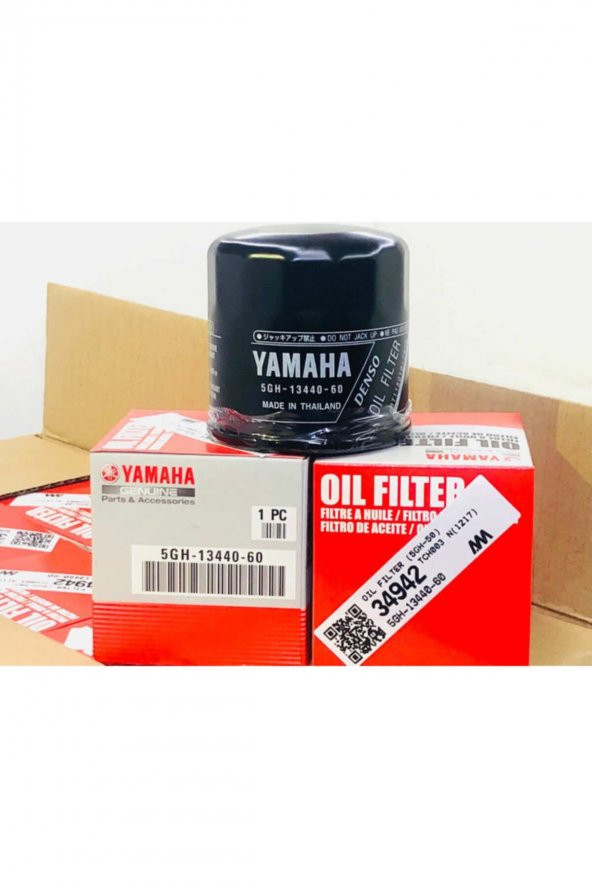 ●ジャッキアップ禁止 ● DO NOT JACK UP
YAMAHA
5GH-13440-60
MADE IN THAILAND
DENSO
OIL FILTER
YAMAHA
GENUINE
Parts & Accessories
1 PC
5GH-13440-60
OIL FILTER
FILTRE A HUILE / FILTRO
FILTRO DE ACEITE /
OIL FILTER (5GH-50)
TCH003 N(1217)
34942
5GH-13440-60